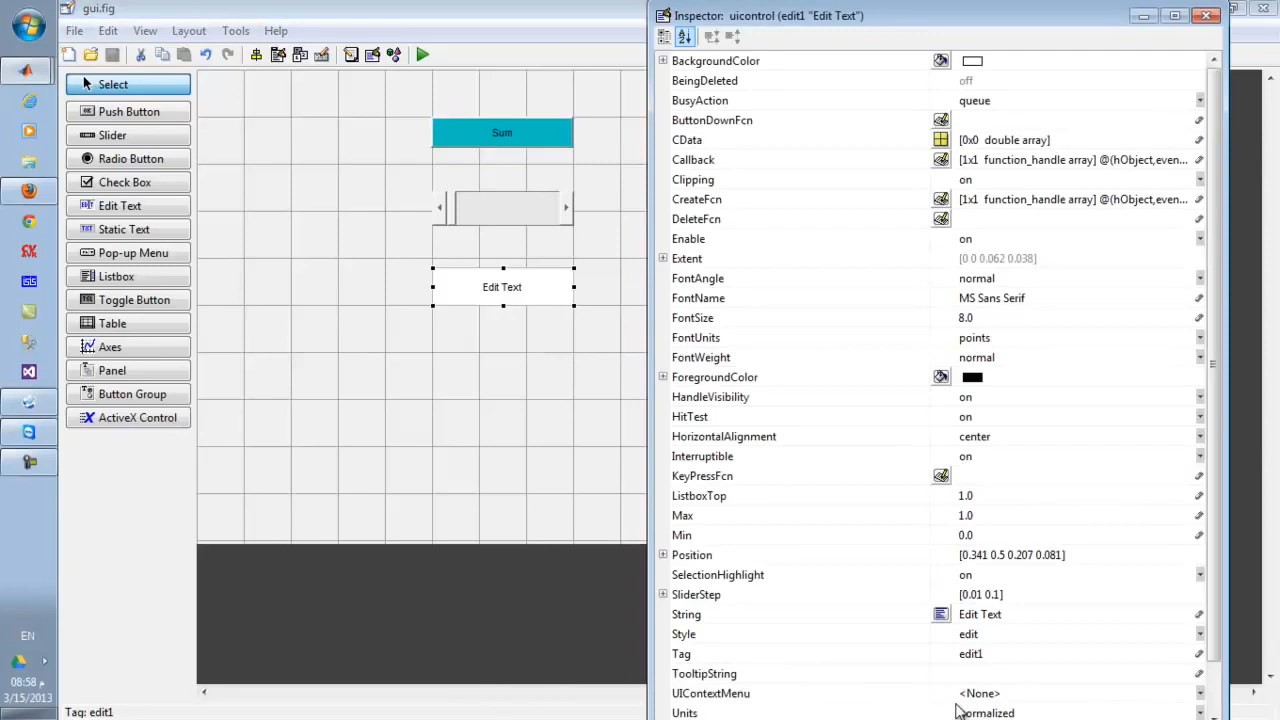 gui.fig
File Edit View Layout Tools Help
Select
Push Button
Slider
Radio Button
Check Box
Edit Text
Static Text
Pop-up Menu
Listbox
Toggle Button
Table
Axes
Panel
Button Group
ActiveX Control
Sum
Edit Text
Tag: edit1
EN
08:58 م
3/15/2013
Inspector: uicontrol (edit1 "Edit Text")
BackgroundColor
BeingDeleted off
BusyAction queue
ButtonDownFcn
CData [0x0 double array]
Callback [1x1 function_handle array] @(hObject,even...
Clipping on
CreateFcn [1x1 function_handle array] @(hObject,even...
DeleteFcn
Enable on
Extent [0 0 0.062 0.038]
FontAngle normal
FontName MS Sans Serif
FontSize 8.0
FontUnits points
FontWeight normal
ForegroundColor
HandleVisibility on
HitTest on
HorizontalAlignment center
Interruptible on
KeyPressFcn
ListboxTop 1.0
Max 1.0
Min 0.0
Position [0.341 0.5 0.207 0.081]
SelectionHighlight on
SliderStep [0.01 0.1]
String Edit Text
Style edit
Tag edit1
TooltipString
UIContextMenu <None>
Units normalized